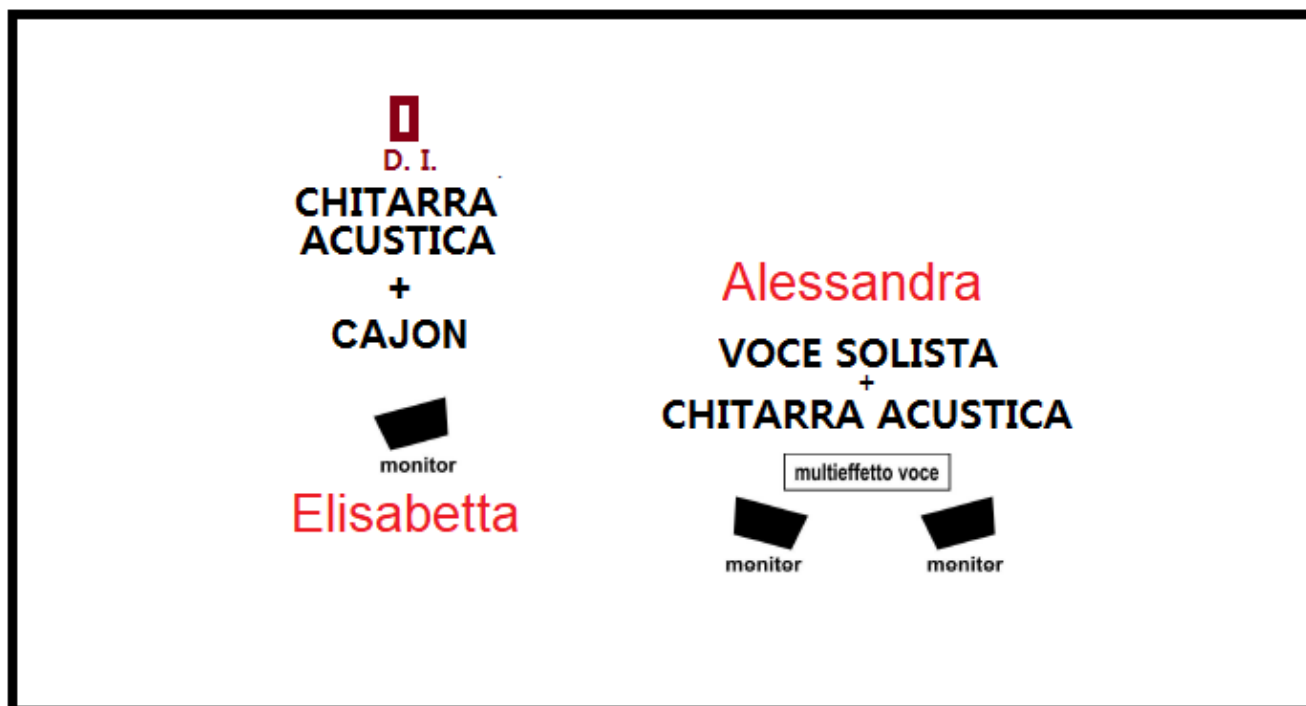 D. I.
CHITARRA
ACUSTICA
+
CAJON
monitor
Elisabetta
Alessandra
VOCE SOLISTA
+
CHITARRA ACUSTICA
multieffetto voce
monitor
monitor